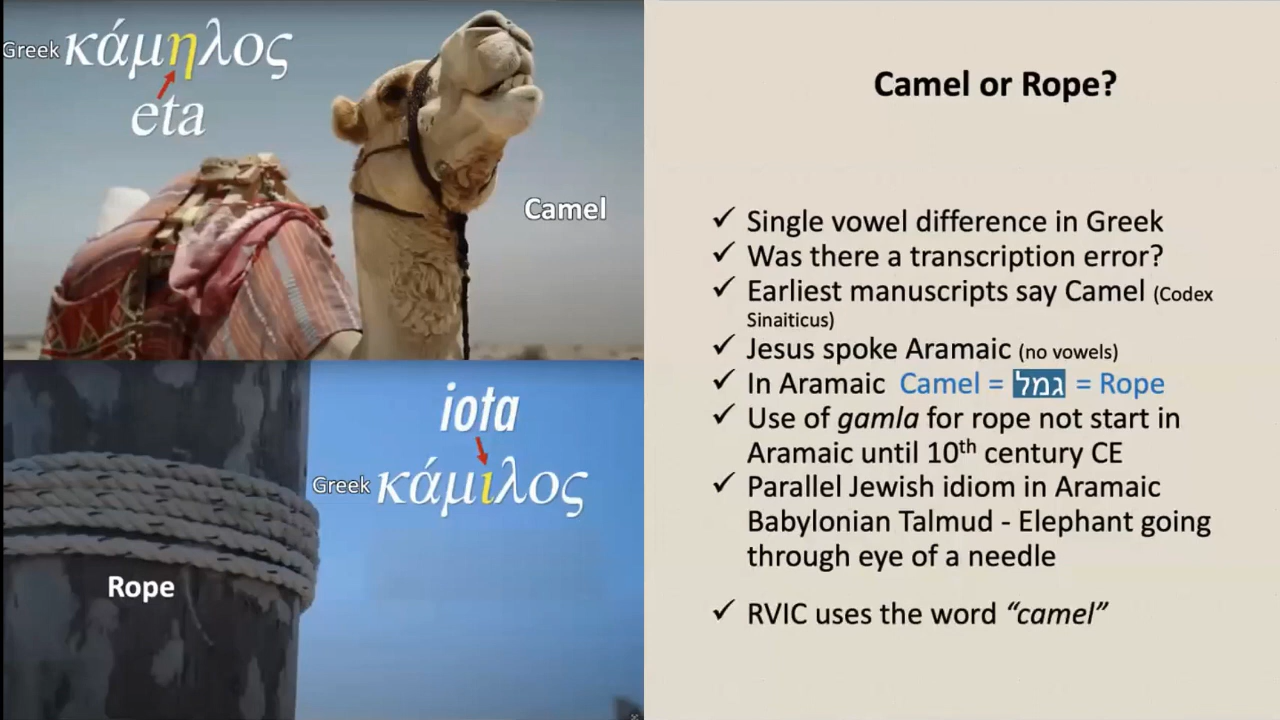 Greek κάμηλος
eta
Camel
iota
Greek κάμιλος
Rope
Camel or Rope?
✓ Single vowel difference in Greek
✓ Was there a transcription error?
✓ Earliest manuscripts say Camel (Codex
Sinaiticus)
✓ Jesus spoke Aramaic (no vowels)
✓ In Aramaic Camel = גמל = Rope
✓ Use of gamla for rope not start in
Aramaic until 10th century CE
✓ Parallel Jewish idiom in Aramaic
Babylonian Talmud - Elephant going
through eye of a needle
✓ RVIC uses the word “camel”